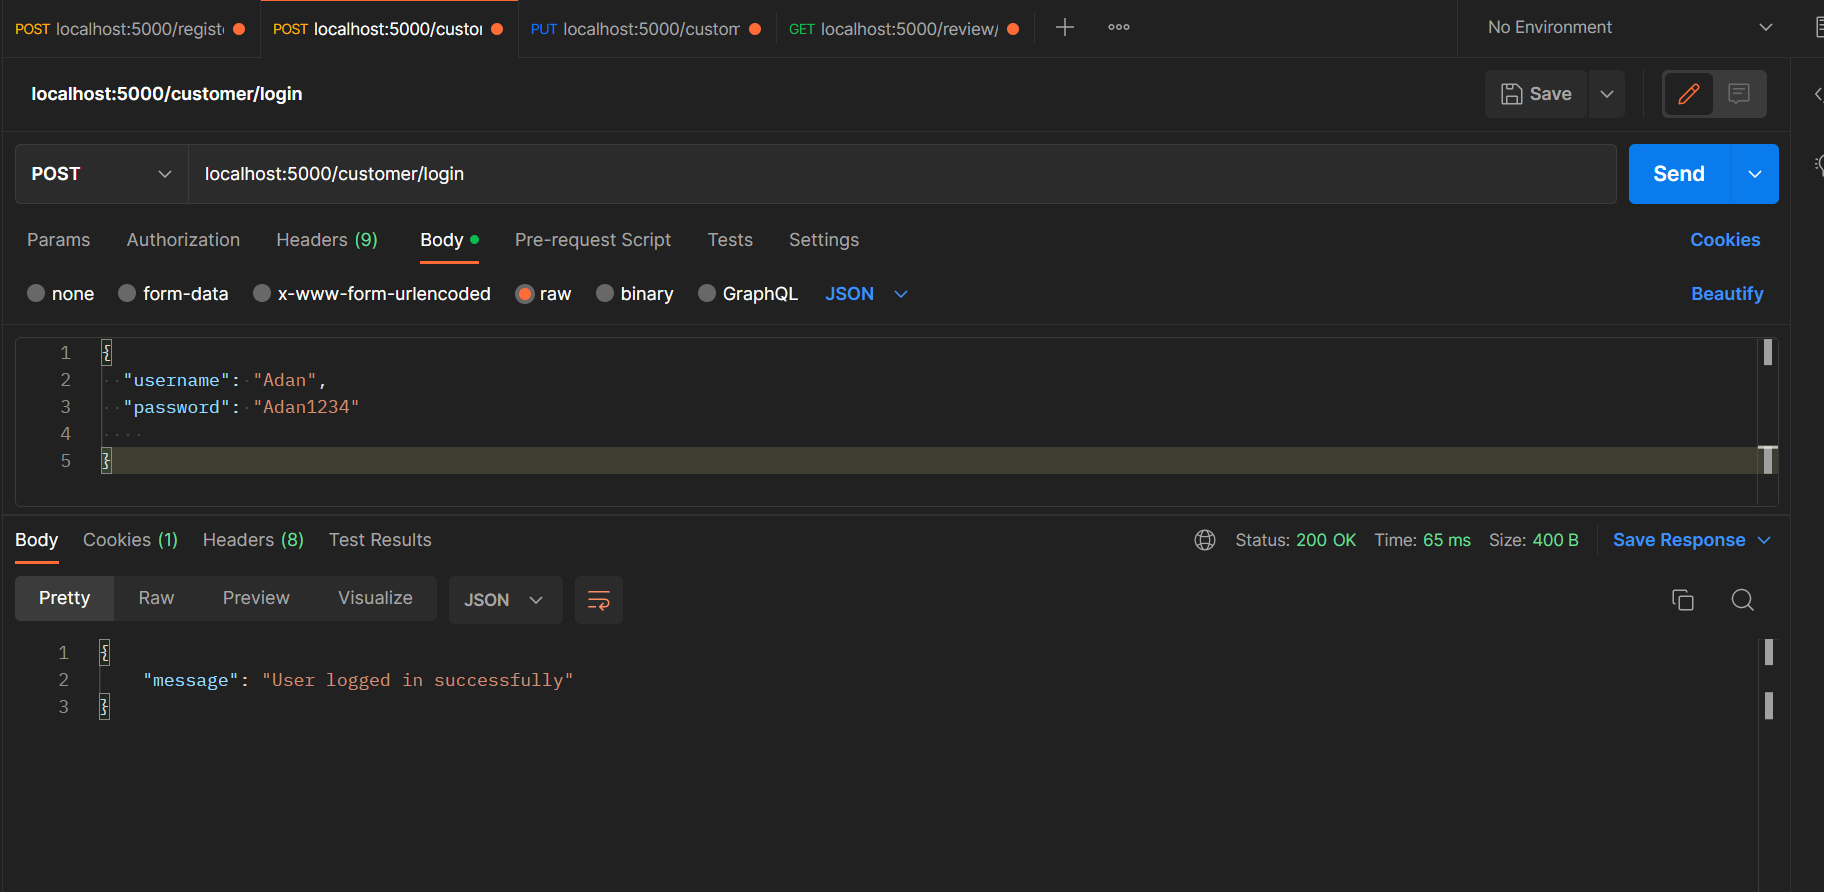 POST localhost:5000/regist POST localhost:5000/custo PUT localhost:5000/custom GET localhost:5000/review/ No Environment
localhost:5000/customer/login Save
POST localhost:5000/customer/login Send
Params Authorization Headers (9) Body Pre-request Script Tests Settings Cookies
none form-data x-www-form-urlencoded raw binary GraphQL JSON Beautify
1 {
2 "username": "Adan",
3 "password": "Adan1234"
4
5 }
Body Cookies (1) Headers (8) Test Results Status: 200 OK Time: 65 ms Size: 400 B Save Response
Pretty Raw Preview Visualize JSON
1 {
2 "message": "User logged in successfully"
3 }